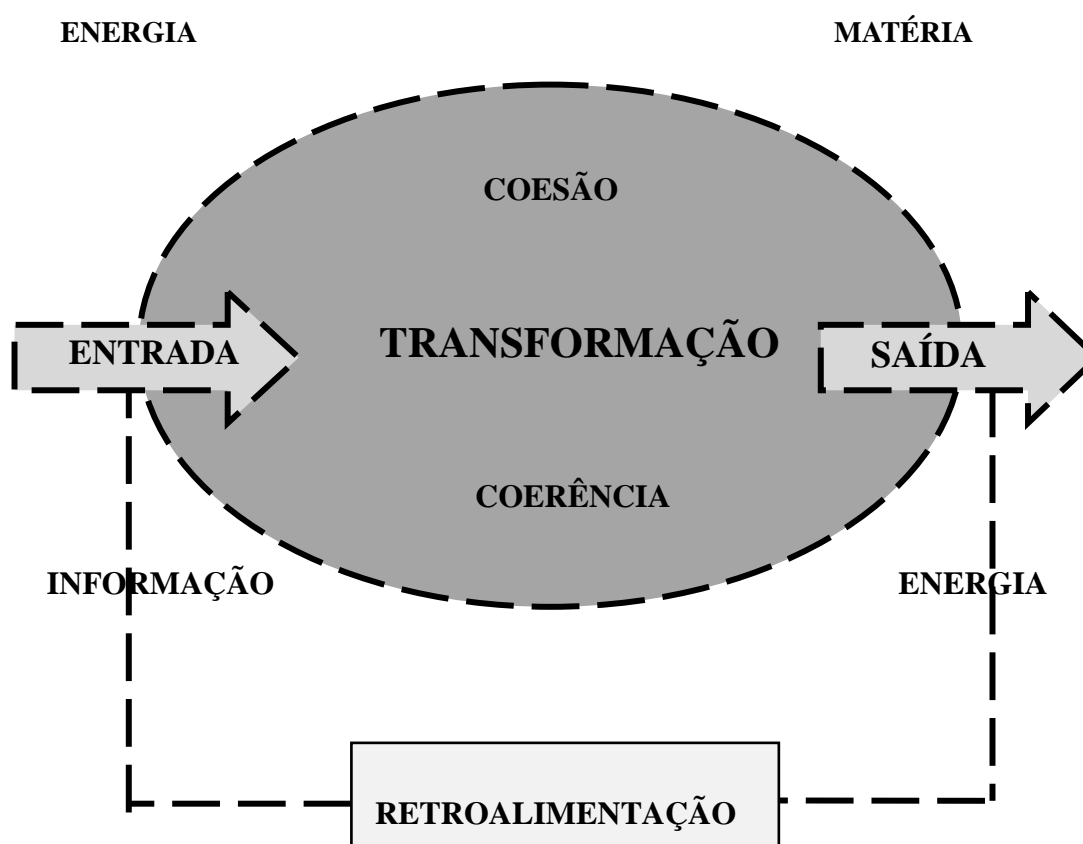 ENERGIA
MATÉRIA
COESÃO
TRANSFORMAÇÃO
ENTRADA
SAÍDA
COERÊNCIA
INFORMAÇÃO
ENERGIA
RETROALIMENTAÇÃO